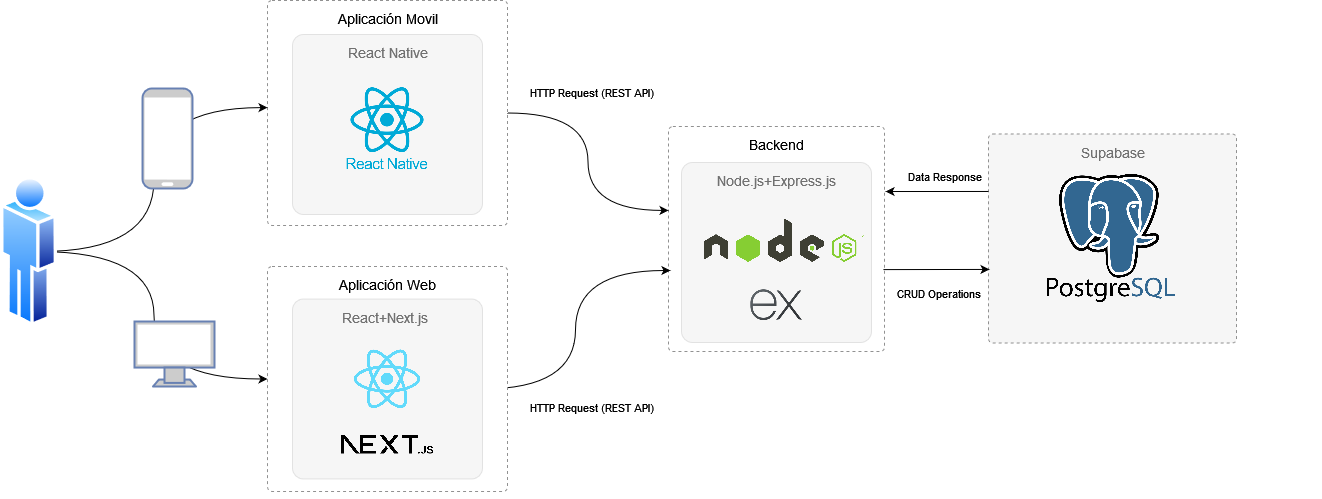 Aplicación Movil
React Native
React Native
HTTP Request (REST API)
Aplicación Web
React+Next.js
NEXT.JS
HTTP Request (REST API)
Backend
Node.js+Express.js
node JS
ex
Data Response
CRUD Operations
Supabase
PostgreSQL